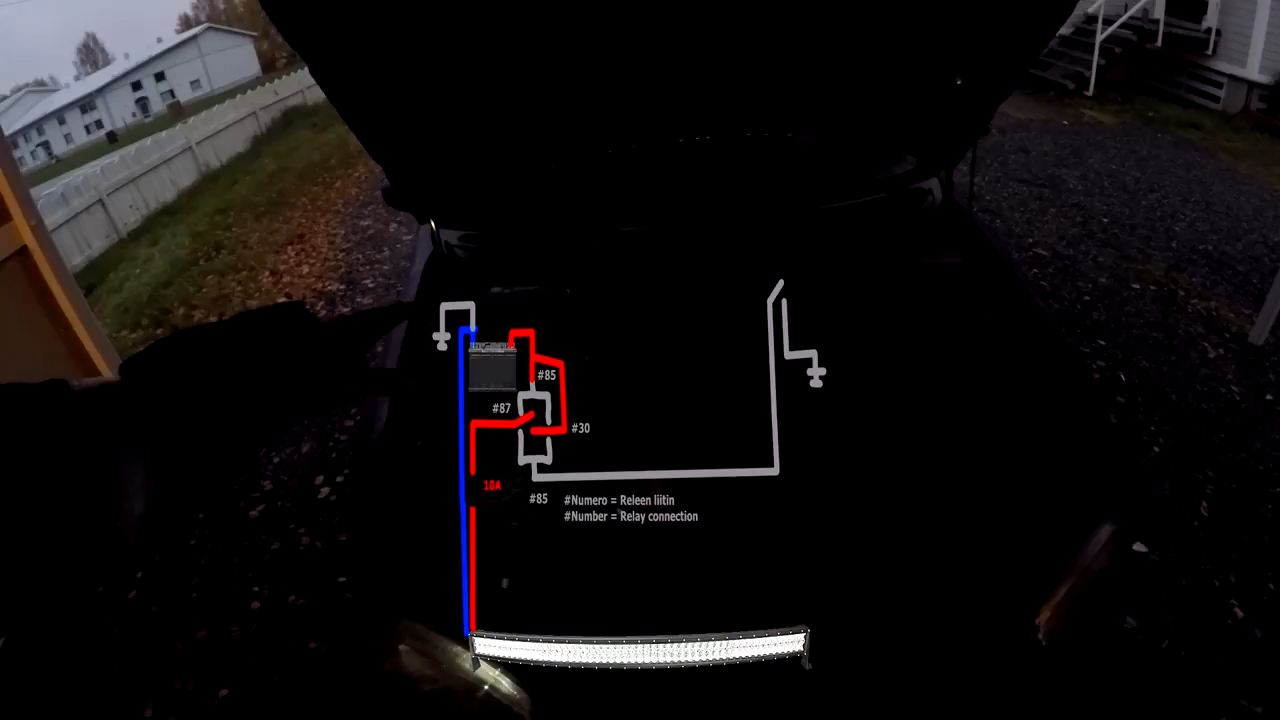 #85
#87
#30
10A
#85
#Numero = Releen liitin
#Number = Relay connection